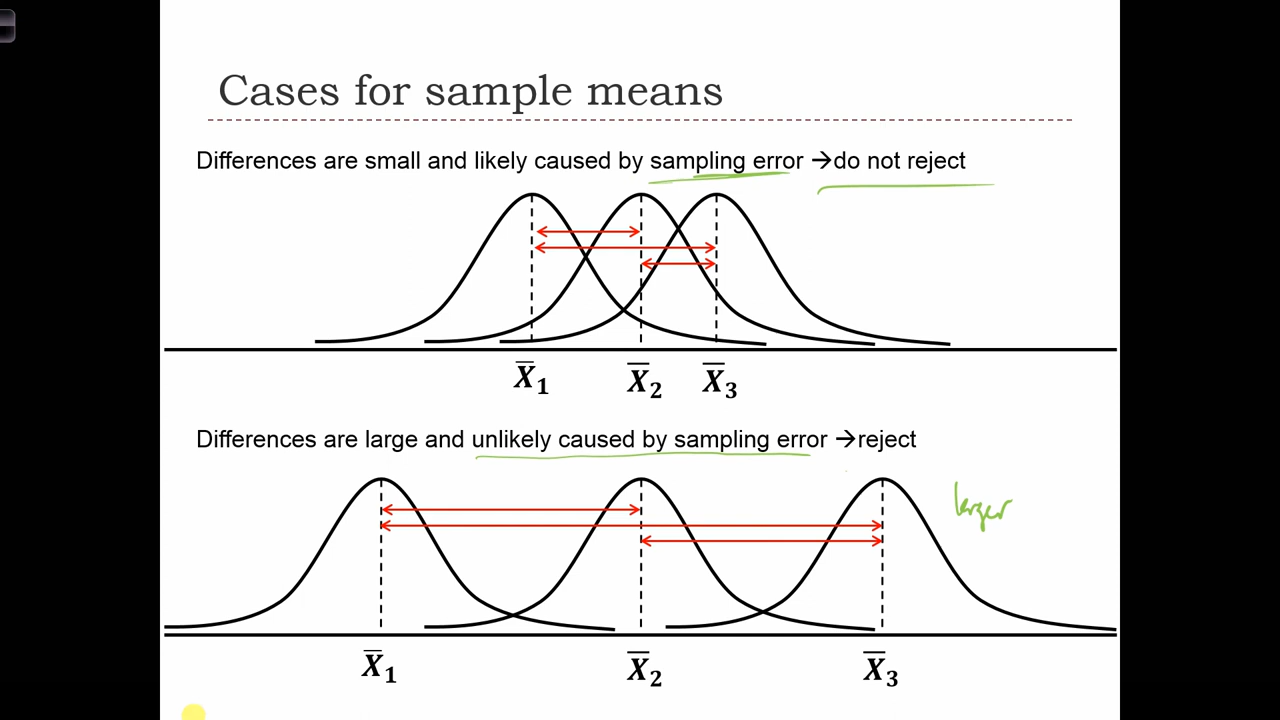 Cases for sample means
Differences are small and likely caused by sampling error →do not reject
X̅₁ X̅₂ X̅₃
Differences are large and unlikely caused by sampling error →reject
larger
X̅₁ X̅₂ X̅₃